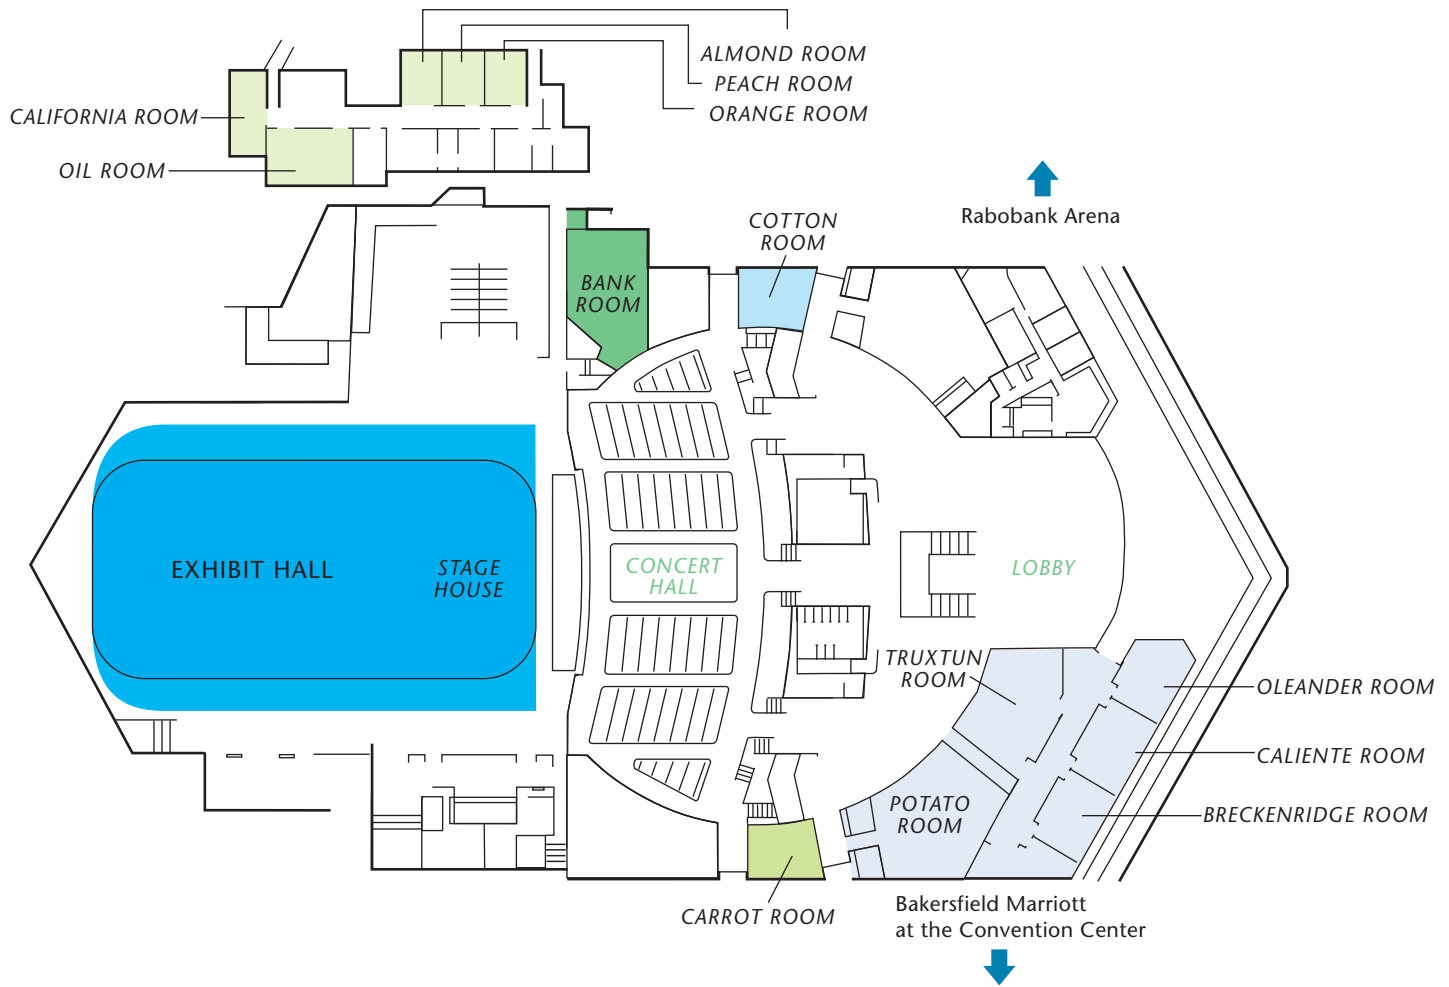 ALMOND ROOM
PEACH ROOM
ORANGE ROOM
CALIFORNIA ROOM
OIL ROOM
Rabobank Arena
COTTON
ROOM
BANK
ROOM
EXHIBIT HALL
STAGE
HOUSE
CONCERT
HALL
LOBBY
TRUXTUN
ROOM
OLEANDER ROOM
CALIENTE ROOM
POTATO
ROOM
BRECKENRIDGE ROOM
CARROT ROOM
Bakersfield Marriott
at the Convention Center